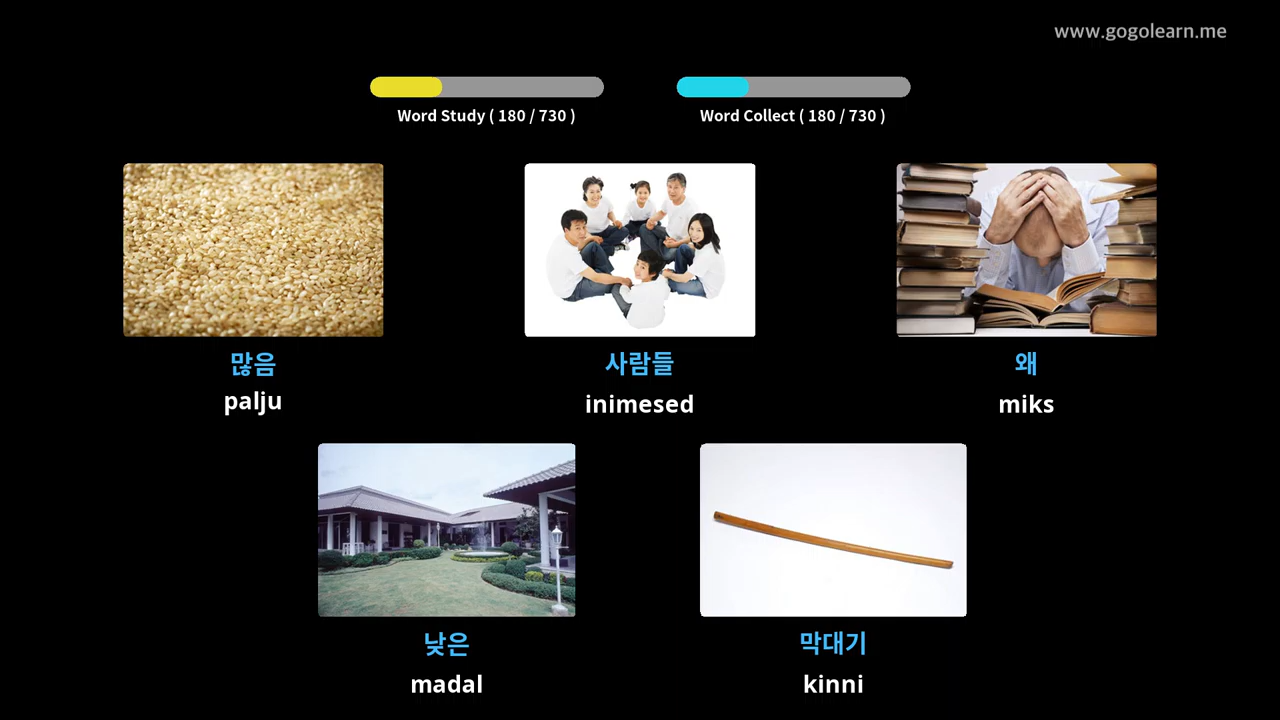 www.gogolearn.me
Word Study ( 180 / 730 )
Word Collect ( 180 / 730 )
많음
palju
사람들
inimesed
왜
miks
낮은
madal
막대기
kinni